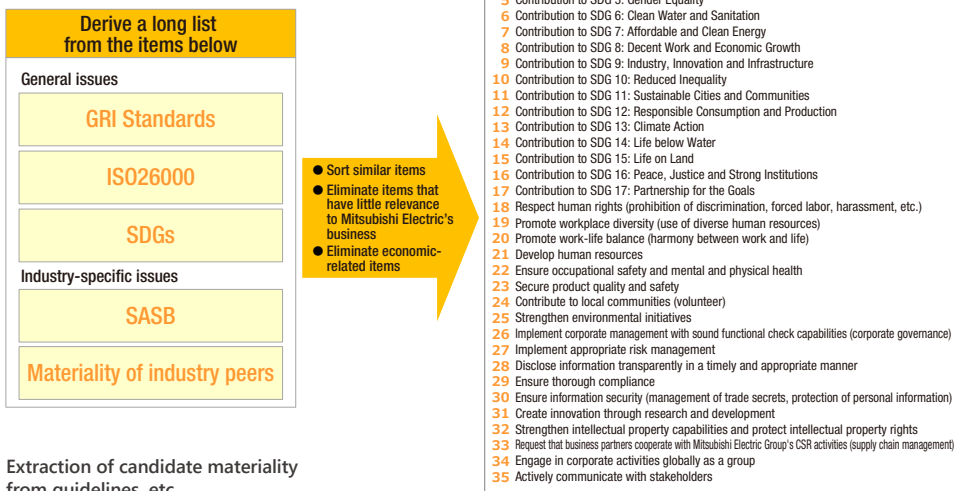 Derive a long list
from the items below
General issues
GRI Standards
ISO26000
SDGs
Industry-specific issues
SASB
Materiality of industry peers
● Sort similar items
● Eliminate items that
have little relevance
to Mitsubishi Electric's
business
● Eliminate economic-
related items
5 Contribution to SDG 5: Gender Equality
6 Contribution to SDG 6: Clean Water and Sanitation
7 Contribution to SDG 7: Affordable and Clean Energy
8 Contribution to SDG 8: Decent Work and Economic Growth
9 Contribution to SDG 9: Industry, Innovation and Infrastructure
10 Contribution to SDG 10: Reduced Inequality
11 Contribution to SDG 11: Sustainable Cities and Communities
12 Contribution to SDG 12: Responsible Consumption and Production
13 Contribution to SDG 13: Climate Action
14 Contribution to SDG 14: Life below Water
15 Contribution to SDG 15: Life on Land
16 Contribution to SDG 16: Peace, Justice and Strong Institutions
17 Contribution to SDG 17: Partnership for the Goals
18 Respect human rights (prohibition of discrimination, forced labor, harassment, etc.)
19 Promote workplace diversity (use of diverse human resources)
20 Promote work-life balance (harmony between work and life)
21 Develop human resources
22 Ensure occupational safety and mental and physical health
23 Secure product quality and safety
24 Contribute to local communities (volunteer)
25 Strengthen environmental initiatives
26 Implement corporate management with sound functional check capabilities (corporate governance)
27 Implement appropriate risk management
28 Disclose information transparently in a timely and appropriate manner
29 Ensure thorough compliance
30 Ensure information security (management of trade secrets, protection of personal information)
31 Create innovation through research and development
32 Strengthen intellectual property capabilities and protect intellectual property rights
33 Request that business partners cooperate with Mitsubishi Electric Group's CSR activities (supply chain management)
34 Engage in corporate activities globally as a group
35 Actively communicate with stakeholders
Extraction of candidate materiality
from guidelines, etc.